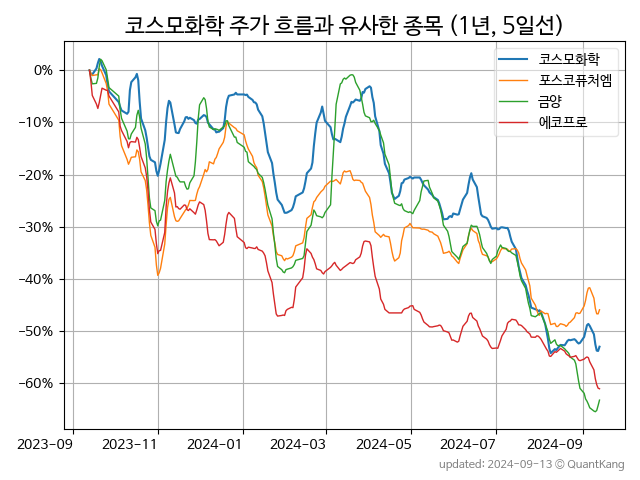 코스모화학 주가 흐름과 유사한 종목 (1년, 5일선)
코스모화학
포스코퓨처엠
금양
에코프로
0%
−10%
−20%
−30%
−40%
−50%
−60%
2023-09
2023-11
2024-01
2024-03
2024-05
2024-07
2024-09
updated: 2024-09-13 © QuantKang